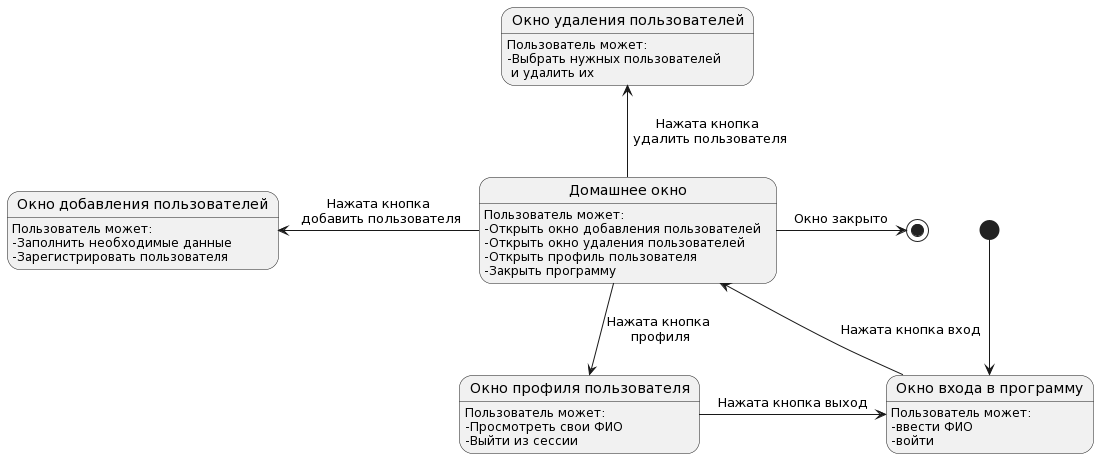 Окно удаления пользователей
Пользователь может:
-Выбрать нужных пользователей
и удалить их
Нажата кнопка
удалить пользователя
Окно добавления пользователей
Пользователь может:
-Заполнить необходимые данные
-Зарегистрировать пользователя
Нажата кнопка
добавить пользователя
Домашнее окно
Пользователь может:
-Открыть окно добавления пользователей
-Открыть окно удаления пользователей
-Открыть профиль пользователя
-Закрыть программу
Окно закрыто
Нажата кнопка
профиля
Нажата кнопка вход
Окно профиля пользователя
Пользователь может:
-Просмотреть свои ФИО
-Выйти из сессии
Нажата кнопка выход
Окно входа в программу
Пользователь может:
-ввести ФИО
-войти